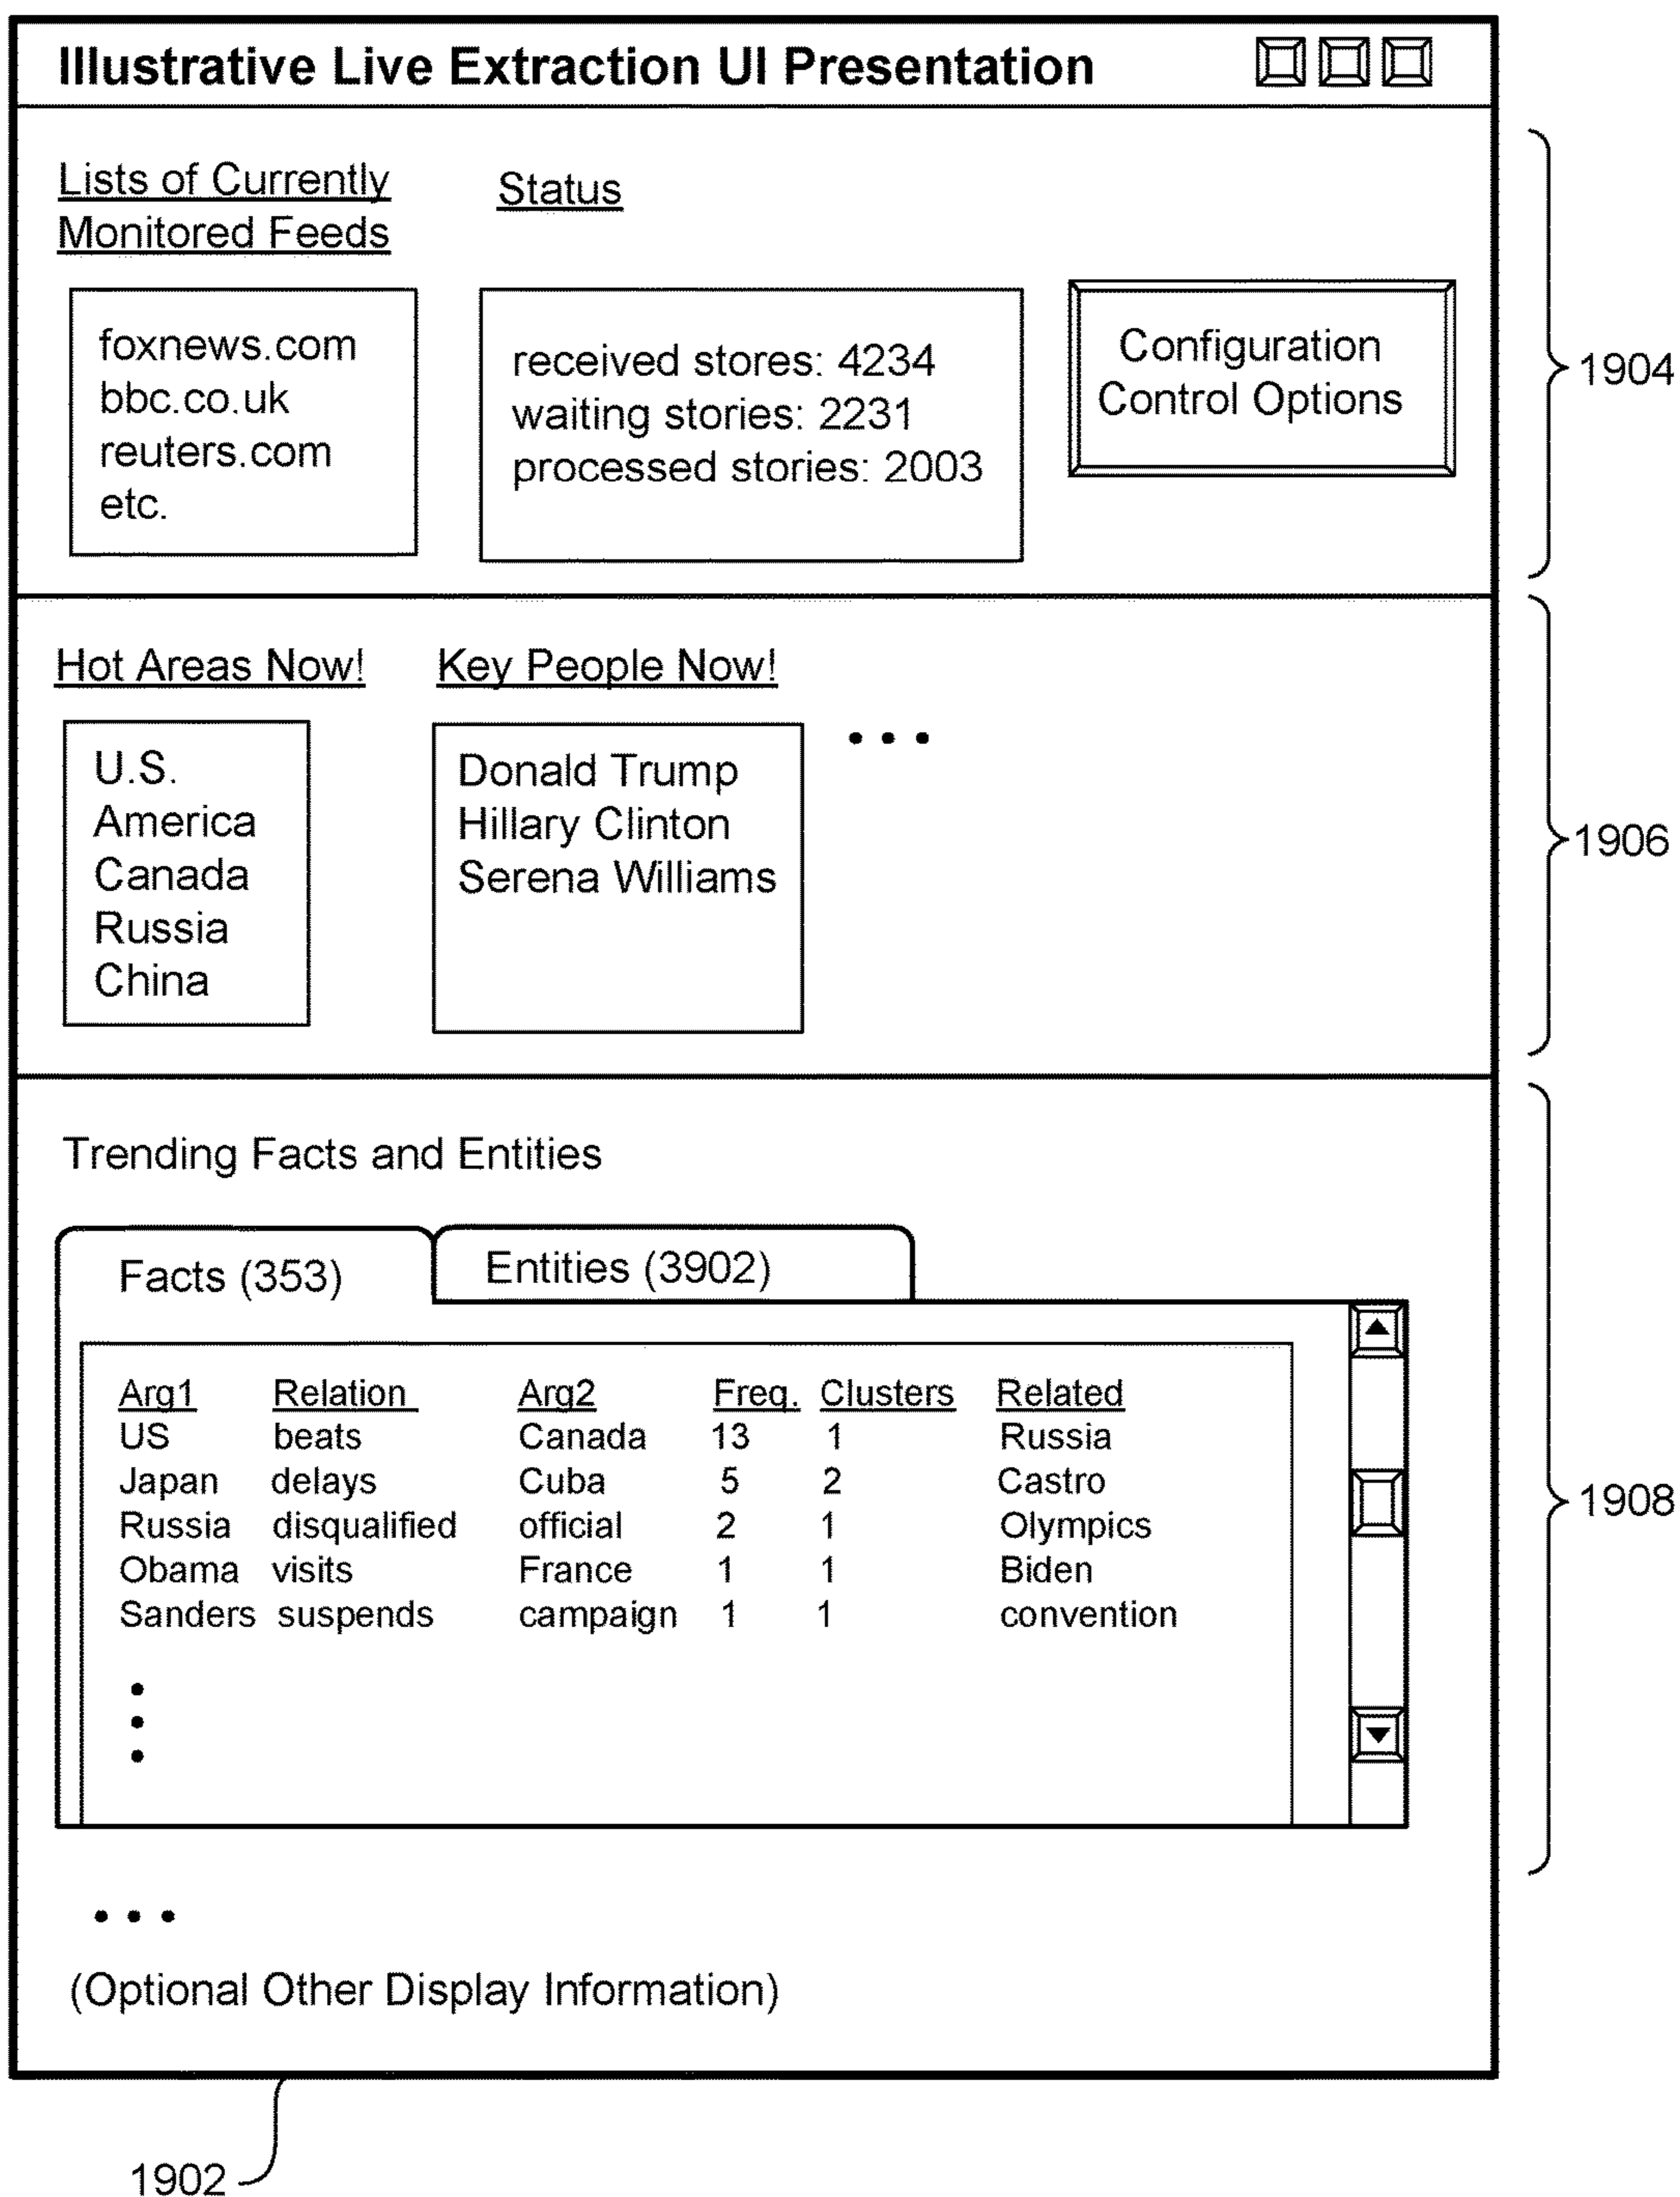 Illustrative Live Extraction UI Presentation
Lists of Currently
Monitored Feeds
Status
foxnews.com
bbc.co.uk
reuters.com
etc.
received stores: 4234
waiting stories: 2231
processed stories: 2003
Configuration
Control Options
1904
Hot Areas Now!
Key People Now!
U.S.
America
Canada
Russia
China
Donald Trump
Hillary Clinton
Serena Williams
...
1906
Trending Facts and Entities
Facts (353)
Entities (3902)
Arg1 Relation Arg2 Freq. Clusters Related
US beats Canada 13 1 Russia
Japan delays Cuba 5 2 Castro
Russia disqualified official 2 1 Olympics
Obama visits France 1 1 Biden
Sanders suspends campaign 1 1 convention
1908
...
(Optional Other Display Information)
1902